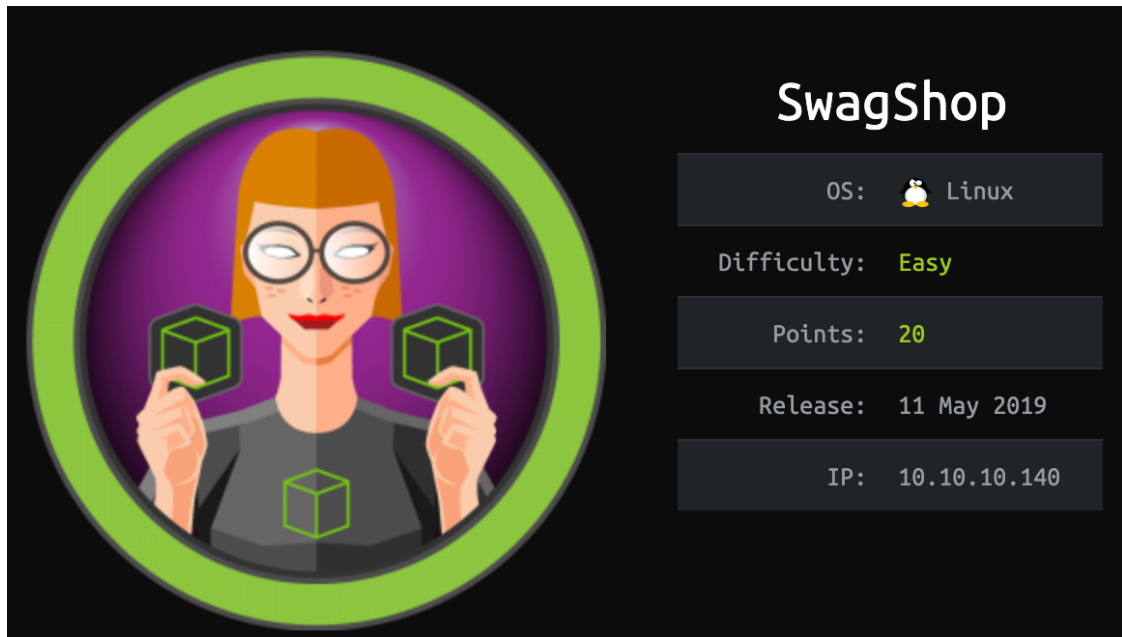 SwagShop
OS: Linux
Difficulty: Easy
Points: 20
Release: 11 May 2019
IP: 10.10.10.140